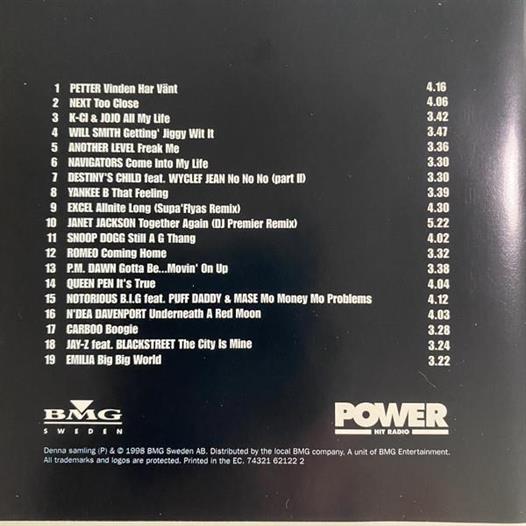 1 PETTER Vinden Har Vänt 4.16
2 NEXT Too Close 4.06
3 K-CI & JOJO All My Life 3.42
4 WILL SMITH Getting' Jiggy Wit It 3.47
5 ANOTHER LEVEL Freak Me 3.36
6 NAVIGATORS Come Into My Life 3.30
7 DESTINY'S CHILD feat. WYCLEF JEAN No No No (part II) 3.30
8 YANKEE B That Feeling 3.39
9 EXCEL Allnite Long (Supa'Flyas Remix) 4.30
10 JANET JACKSON Together Again (DJ Premier Remix) 5.22
11 SNOOP DOGG Still A G Thang 4.02
12 ROMEO Coming Home 3.32
13 P.M. DAWN Gotta Be...Movin' On Up 3.38
14 QUEEN PEN It's True 4.04
15 NOTORIOUS B.I.G feat. PUFF DADDY & MASE Mo Money Mo Problems 4.12
16 N'DEA DAVENPORT Underneath A Red Moon 4.03
17 CARBOO Boogie 3.28
18 JAY-Z feat. BLACKSTREET The City Is Mine 3.24
19 EMILIA Big Big World 3.22
BMG
SWEDEN
POWER
HIT RADIO
Denna samling (P) & © 1998 BMG Sweden AB. Distributed by the local BMG company. A unit of BMG Entertainment.
All trademarks and logos are protected. Printed in the EC. 74321 62122 2